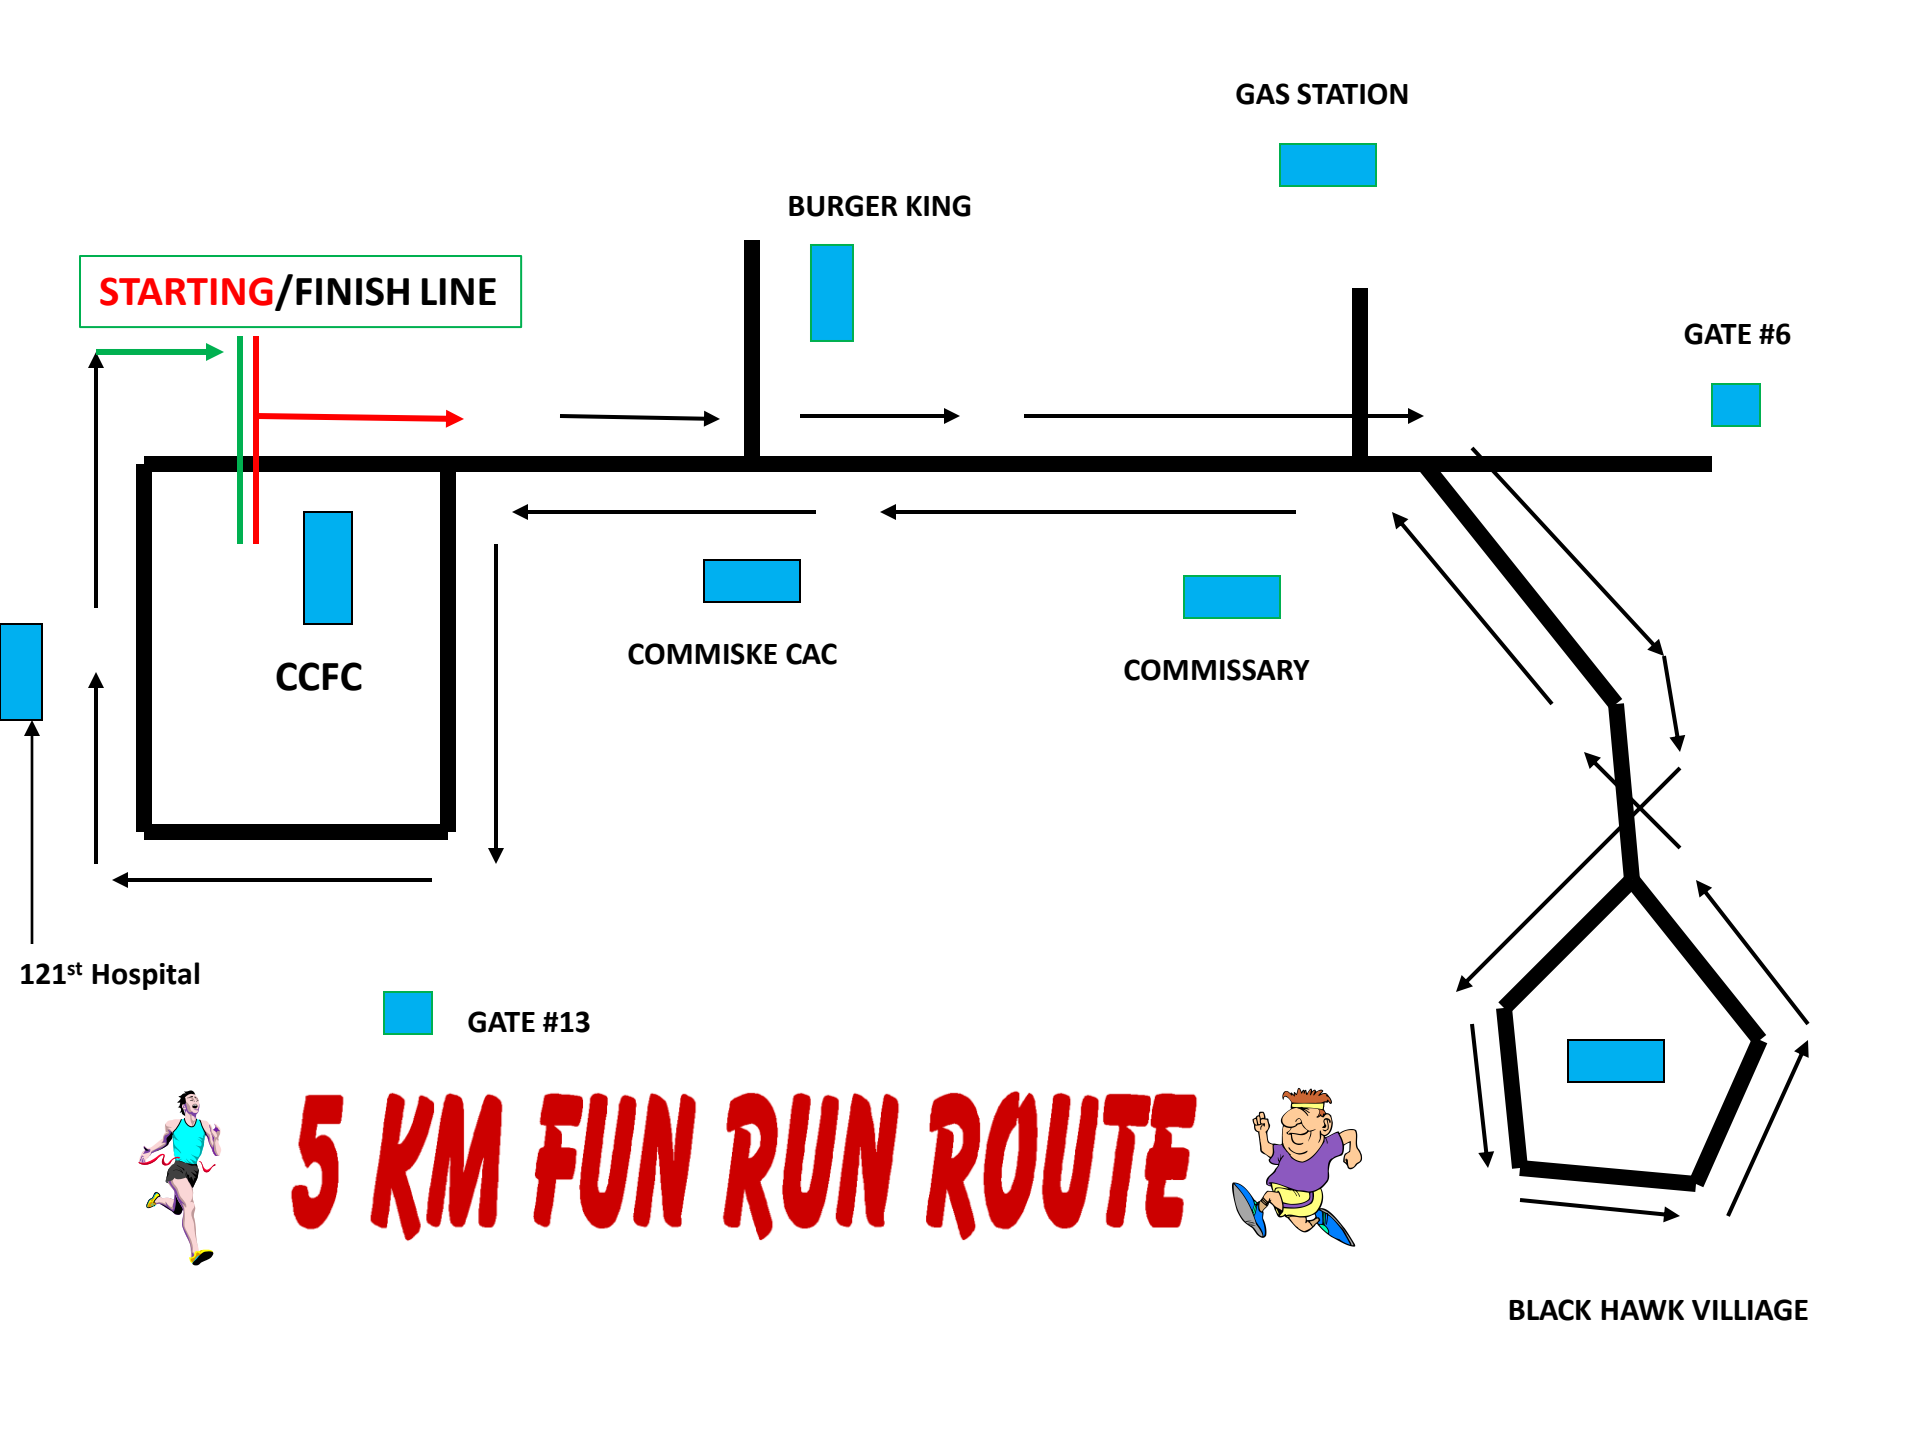 GAS STATION
BURGER KING
STARTING/FINISH LINE
GATE #6
COMMISKE CAC
COMMISSARY
CCFC
121st Hospital
GATE #13
5 KM FUN RUN ROUTE
BLACK HAWK VILLIAGE